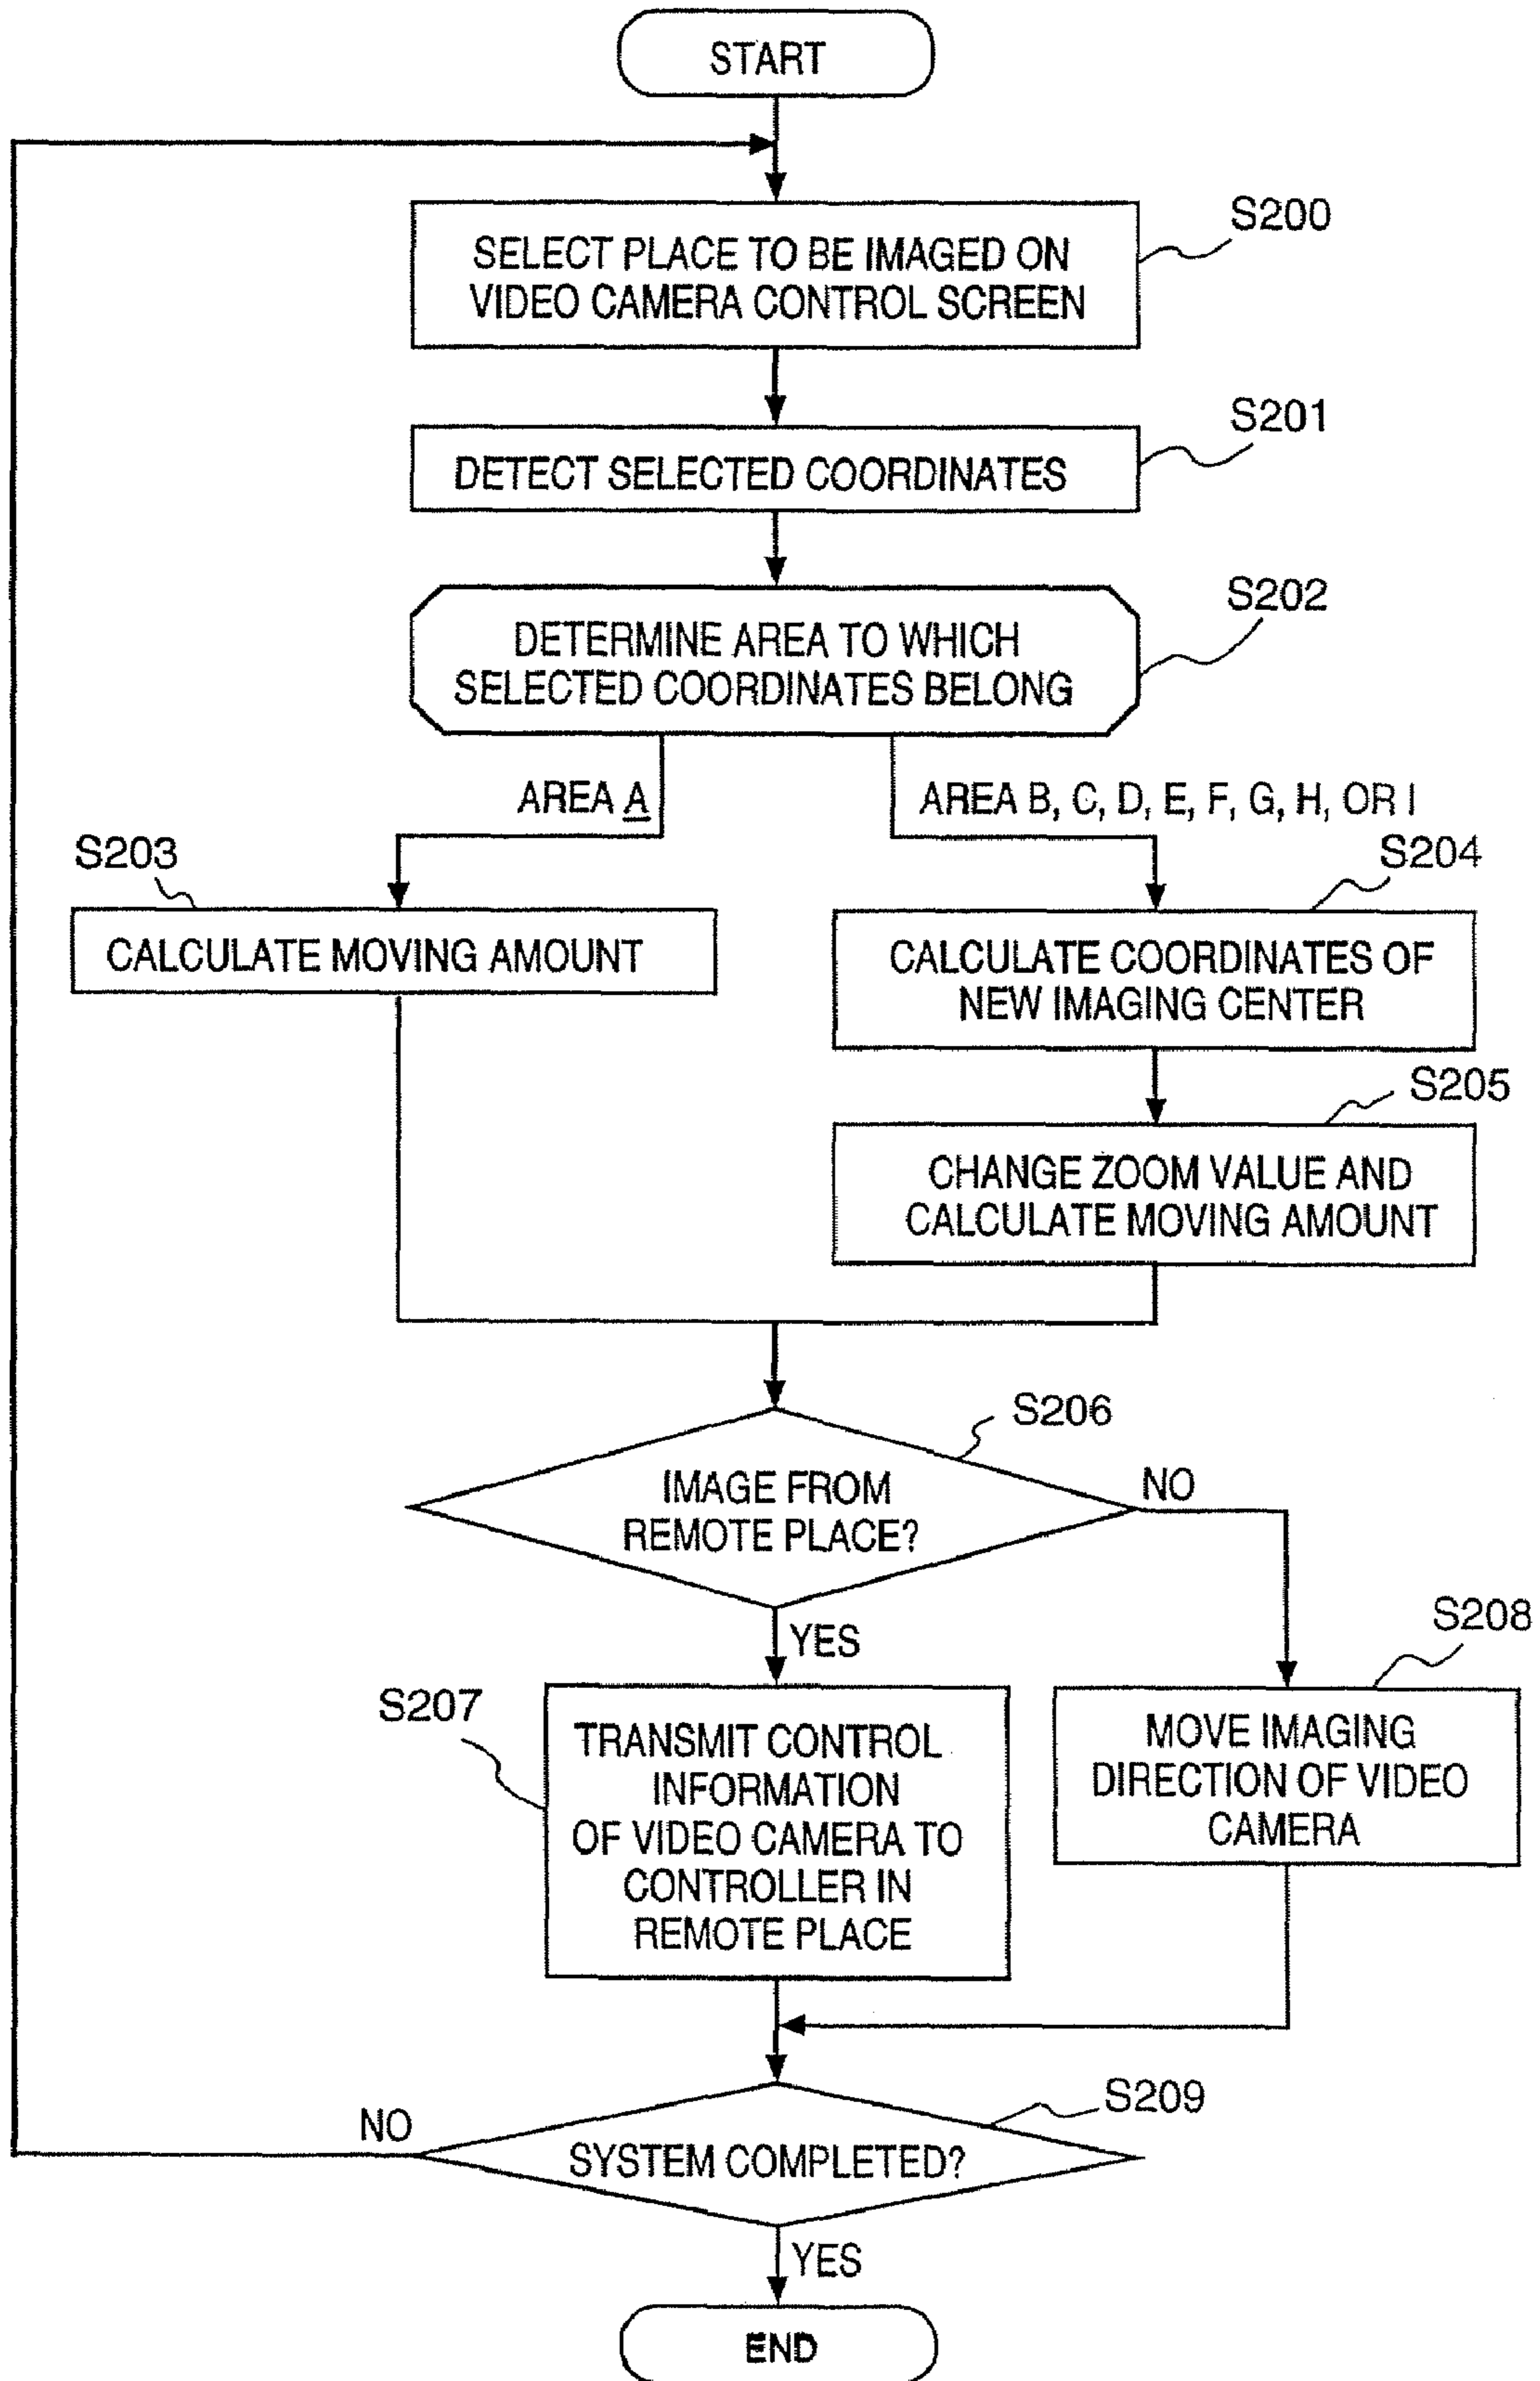 START
S200
SELECT PLACE TO BE IMAGED ON
VIDEO CAMERA CONTROL SCREEN
S201
DETECT SELECTED COORDINATES
S202
DETERMINE AREA TO WHICH
SELECTED COORDINATES BELONG
AREA A
AREA B, C, D, E, F, G, H, OR I
S203
CALCULATE MOVING AMOUNT
S204
CALCULATE COORDINATES OF
NEW IMAGING CENTER
S205
CHANGE ZOOM VALUE AND
CALCULATE MOVING AMOUNT
S206
IMAGE FROM
REMOTE PLACE?
NO
YES
S207
TRANSMIT CONTROL
INFORMATION
OF VIDEO CAMERA TO
CONTROLLER IN
REMOTE PLACE
S208
MOVE IMAGING
DIRECTION OF VIDEO
CAMERA
S209
NO
SYSTEM COMPLETED?
YES
END